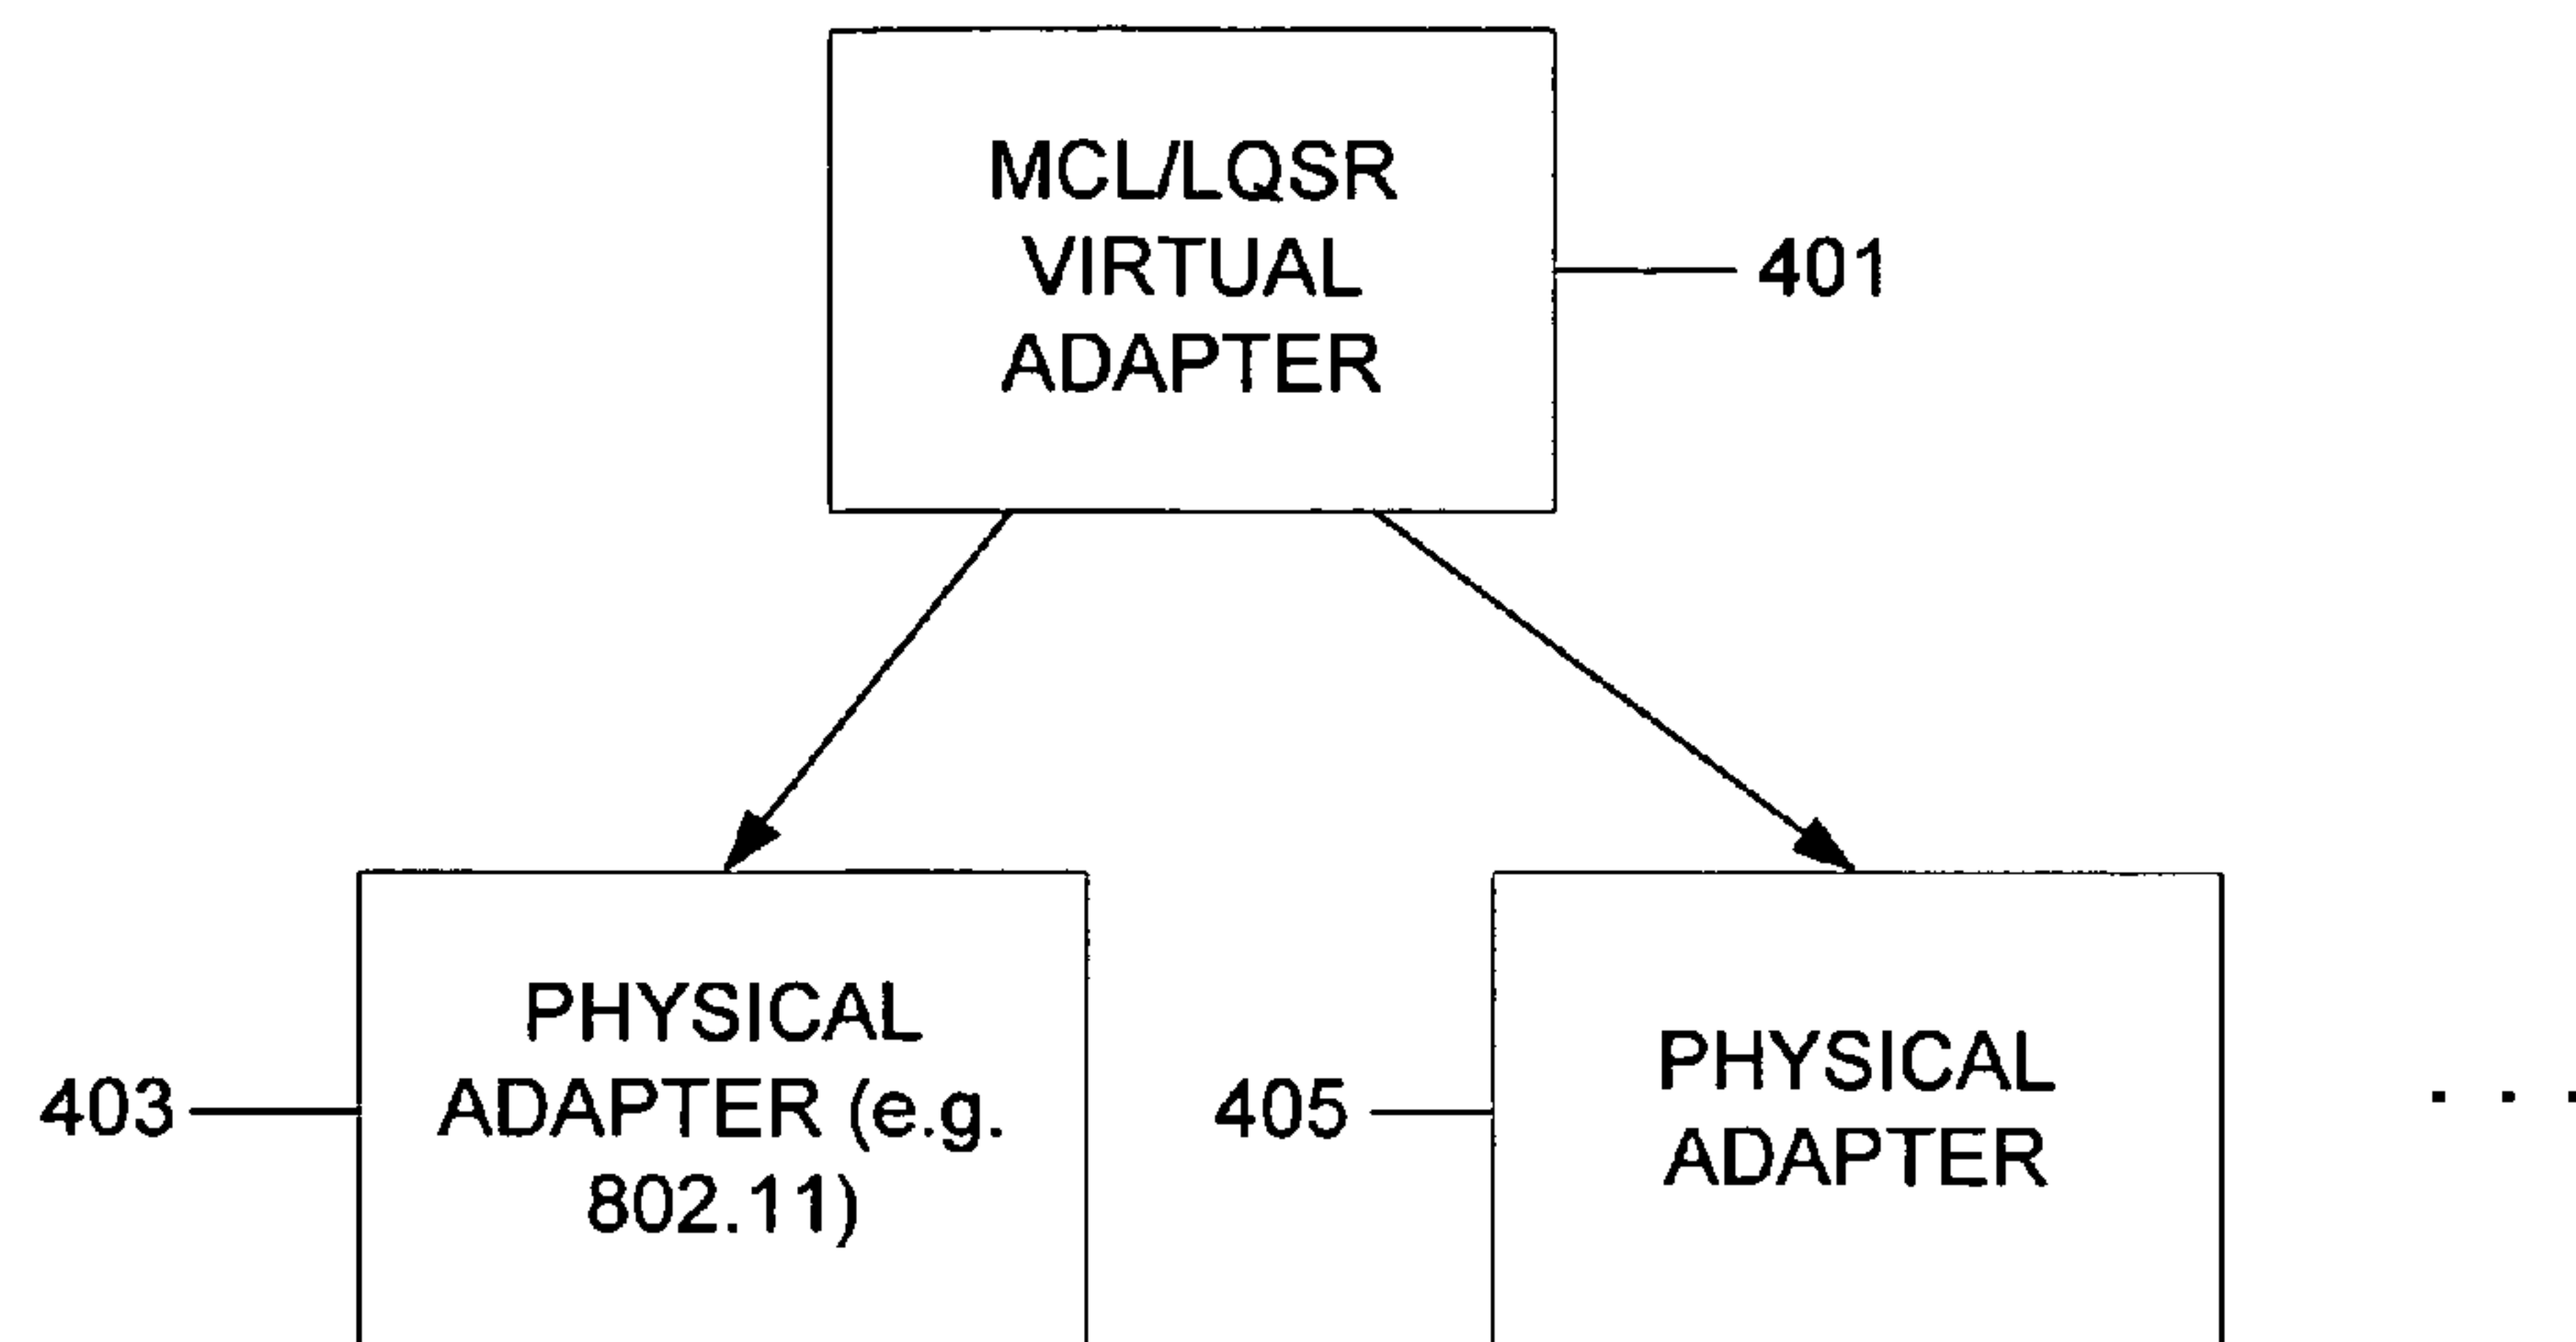 MCL/LQSR
VIRTUAL
ADAPTER
401
PHYSICAL
ADAPTER (e.g.
802.11)
403
405
PHYSICAL
ADAPTER
. . .